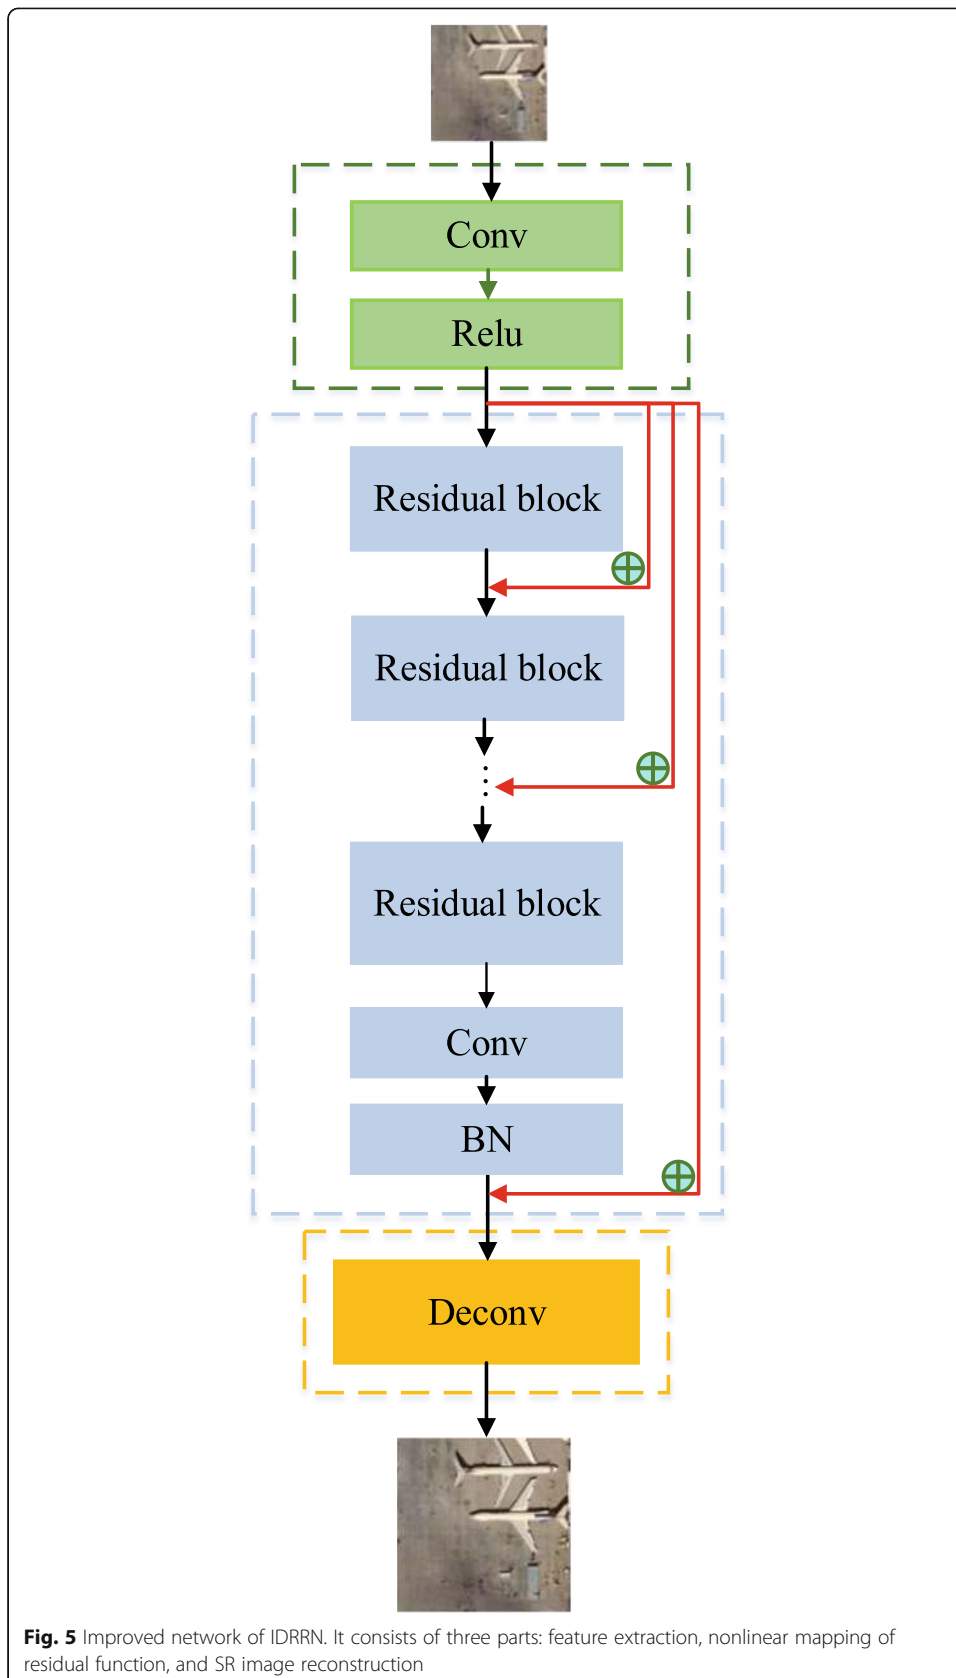 Conv
Relu
Residual block
Residual block
Residual block
Conv
BN
Deconv
Fig. 5 Improved network of IDRRN. It consists of three parts: feature extraction, nonlinear mapping of
residual function, and SR image reconstruction